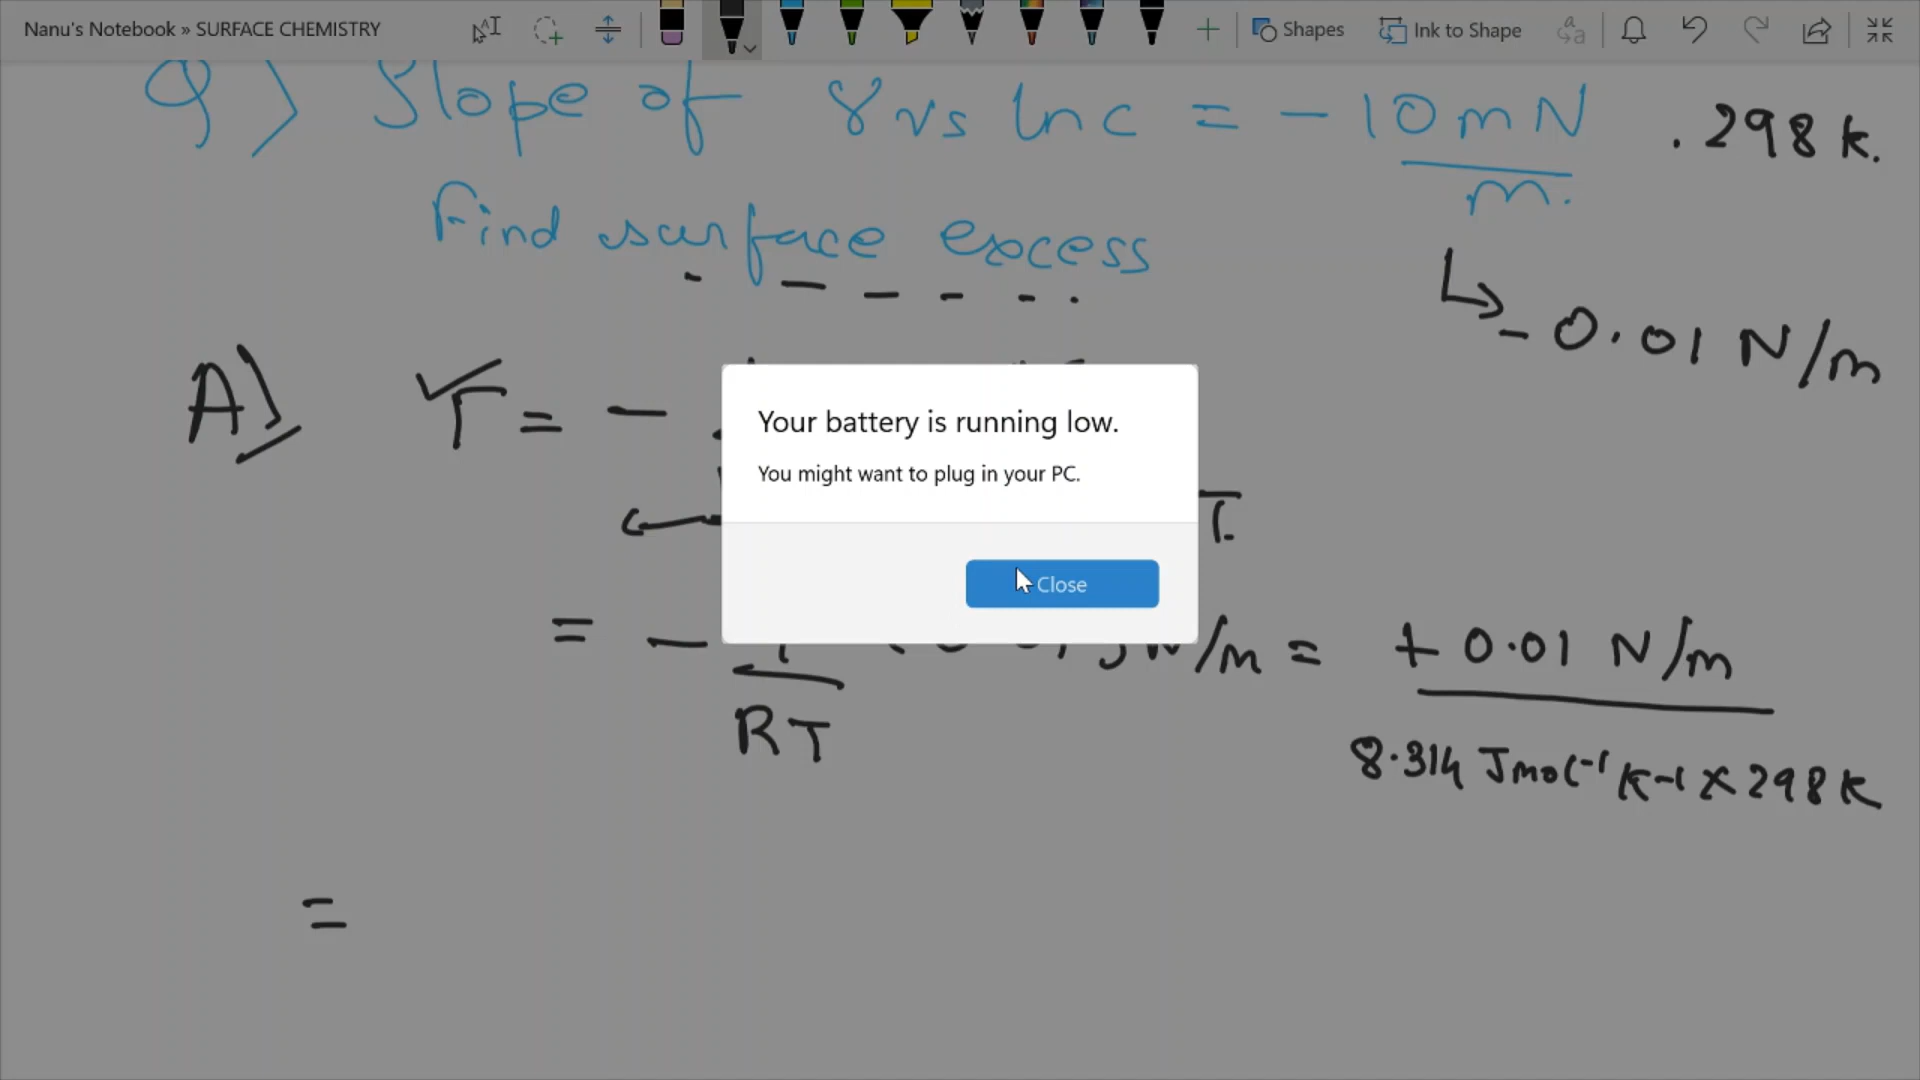 Nanu's Notebook » SURFACE CHEMISTRY
Shapes
Ink to Shape
Q) Slope of γ vs ln c = - 10 mN/m. . 298 K.
Find surface excess
↳ - 0.01 N/m
A) Γ = -
Your battery is running low.
You might want to plug in your PC.
Close
= - /RT N/m = + 0.01 N/m / 8.314 J mol⁻¹ K⁻¹ × 298 K
=